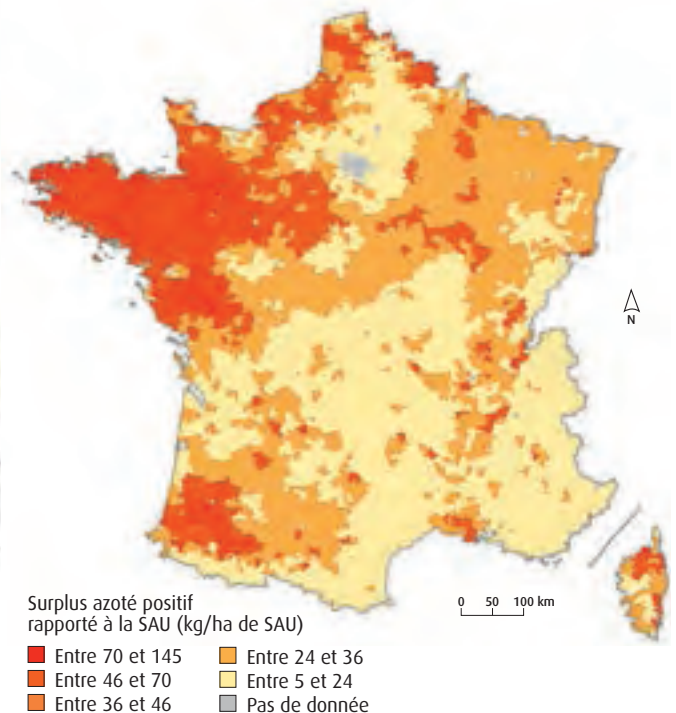 N
Surplus azoté positif
rapporté à la SAU (kg/ha de SAU)
0 50 100 km
Entre 70 et 145
Entre 46 et 70
Entre 36 et 46
Entre 24 et 36
Entre 5 et 24
Pas de donnée